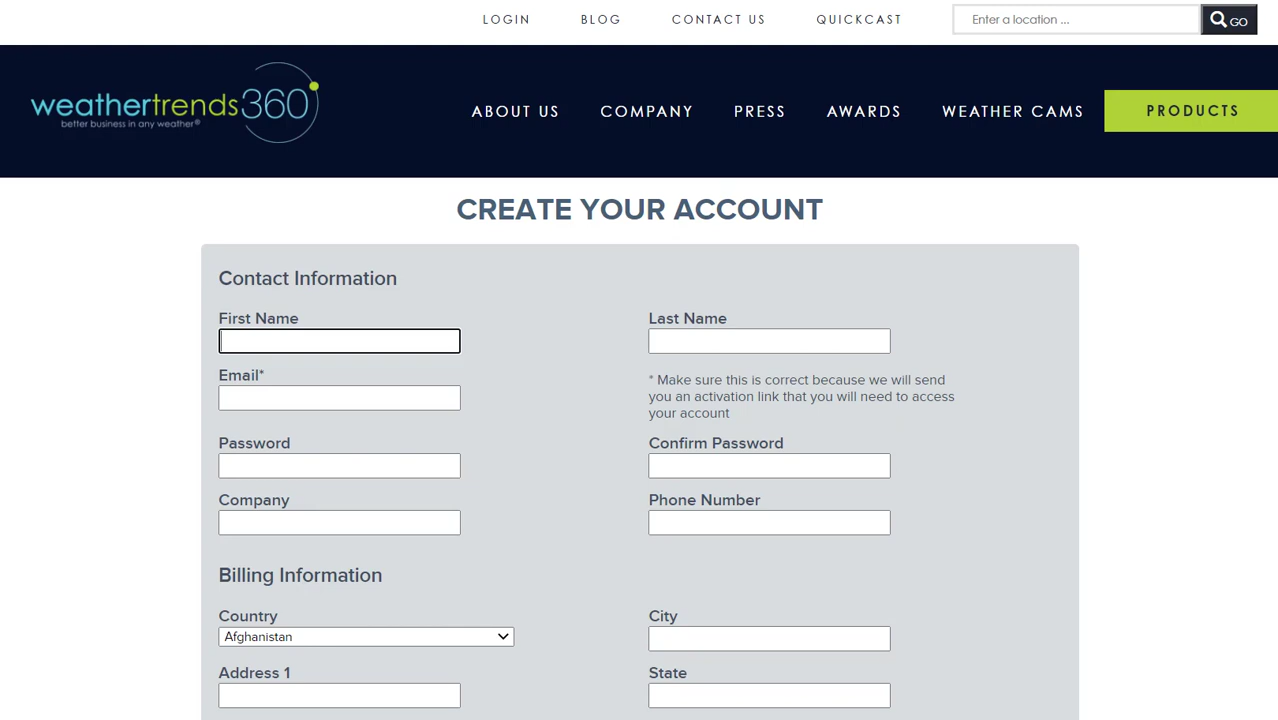 LOGIN BLOG CONTACT US QUICKCAST Enter a location ... GO
weathertrends360
better business in any weather®
ABOUT US COMPANY PRESS AWARDS WEATHER CAMS PRODUCTS
CREATE YOUR ACCOUNT
Contact Information
First Name Last Name
Email*
* Make sure this is correct because we will send
you an activation link that you will need to access
your account
Password Confirm Password
Company Phone Number
Billing Information
Country City
Afghanistan
Address 1 State